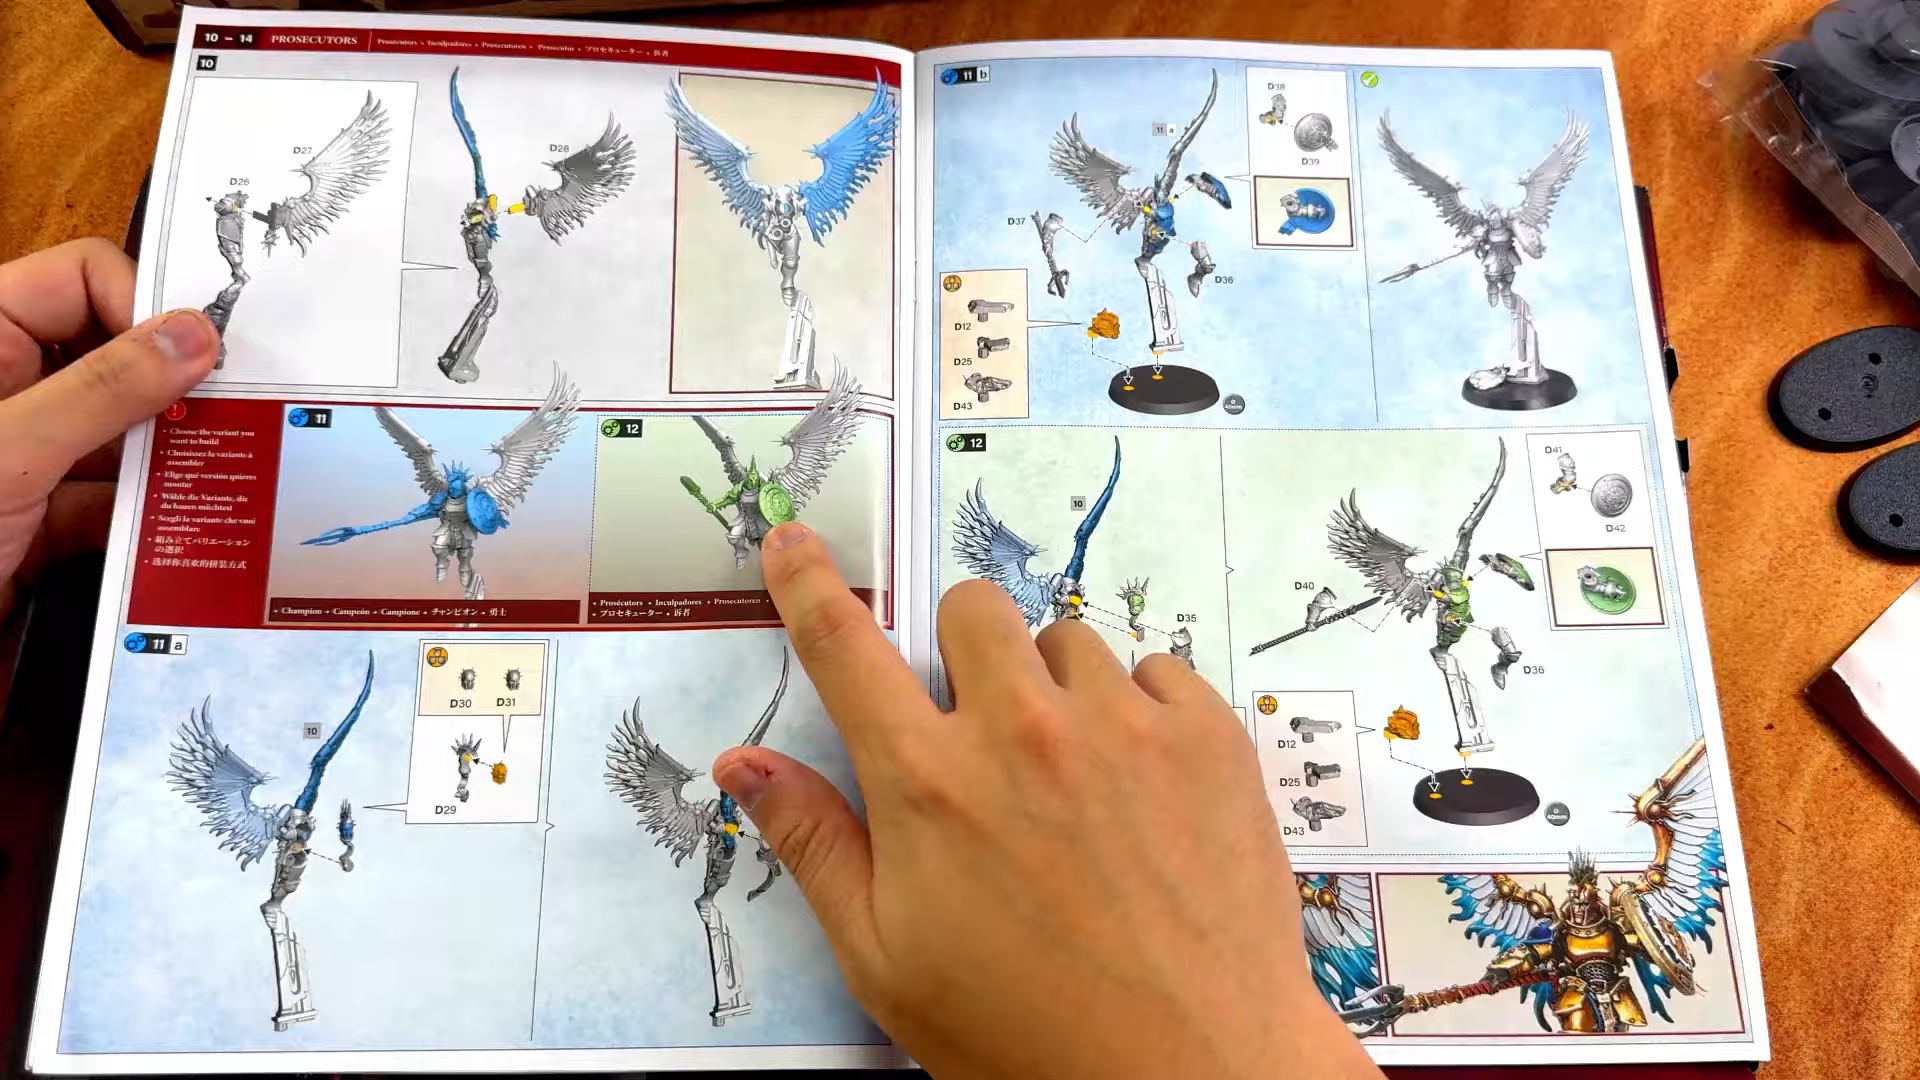 10 – 14 PROSECUTORS
Prosecutors • Inculpadores • Prosecutoren • Prosecutor • プロセキューター • 訴者
10
D26
D27
D28
• Choose the variant you
want to build
• Choisissez la variante à
assembler
• Elige qué versión quieres
montar
• Wähle die Variante, die
du bauen möchtest
• Scegli la variante che vuoi
assemblare
• 組み立てバリエーション
の選択
• 选择你喜欢的拼装方式
11
• Champion • Campeón • Campione • チャンピオン • 勇士
12
• Prosécutors • Inculpadores • Prosecutoren •
• プロセキューター • 訴者
11 a
10
D30
D31
D29
11 b
11 a
D38
D39
D37
D36
D12
D25
D43
40mm
12
10
D35
D41
D42
D40
D36
D12
D25
D43
40mm